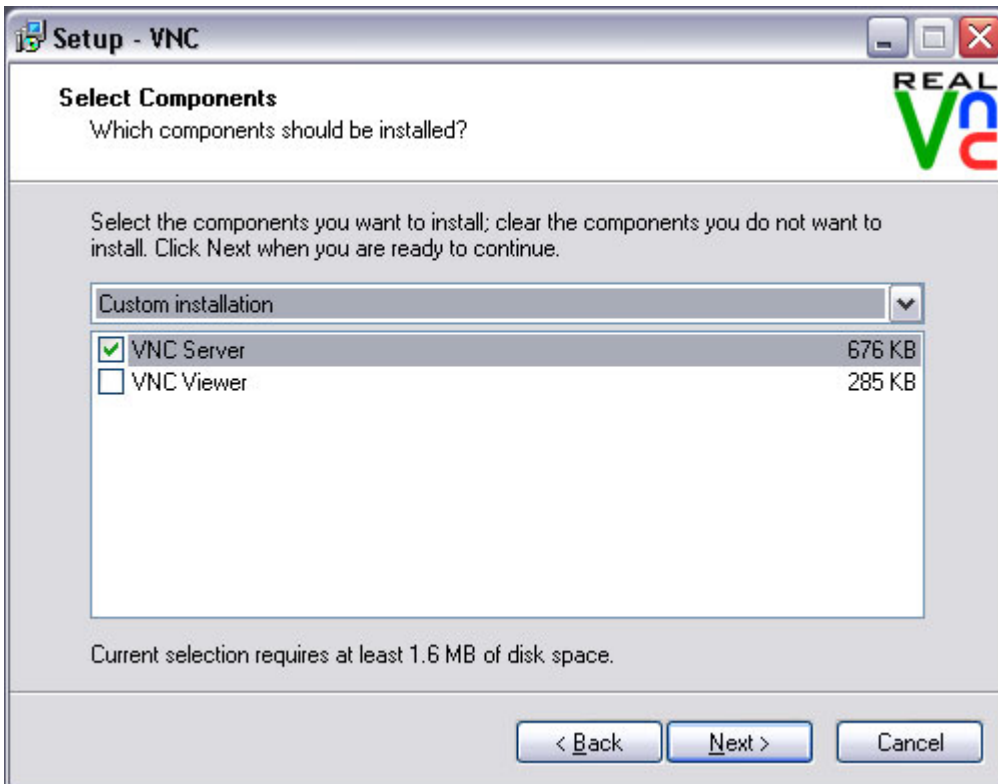 Setup - VNC
REAL
VNC
Select Components
Which components should be installed?
Select the components you want to install; clear the components you do not want to
install. Click Next when you are ready to continue.
Custom installation
VNC Server 676 KB
VNC Viewer 285 KB
Current selection requires at least 1.6 MB of disk space.
< Back Next > Cancel